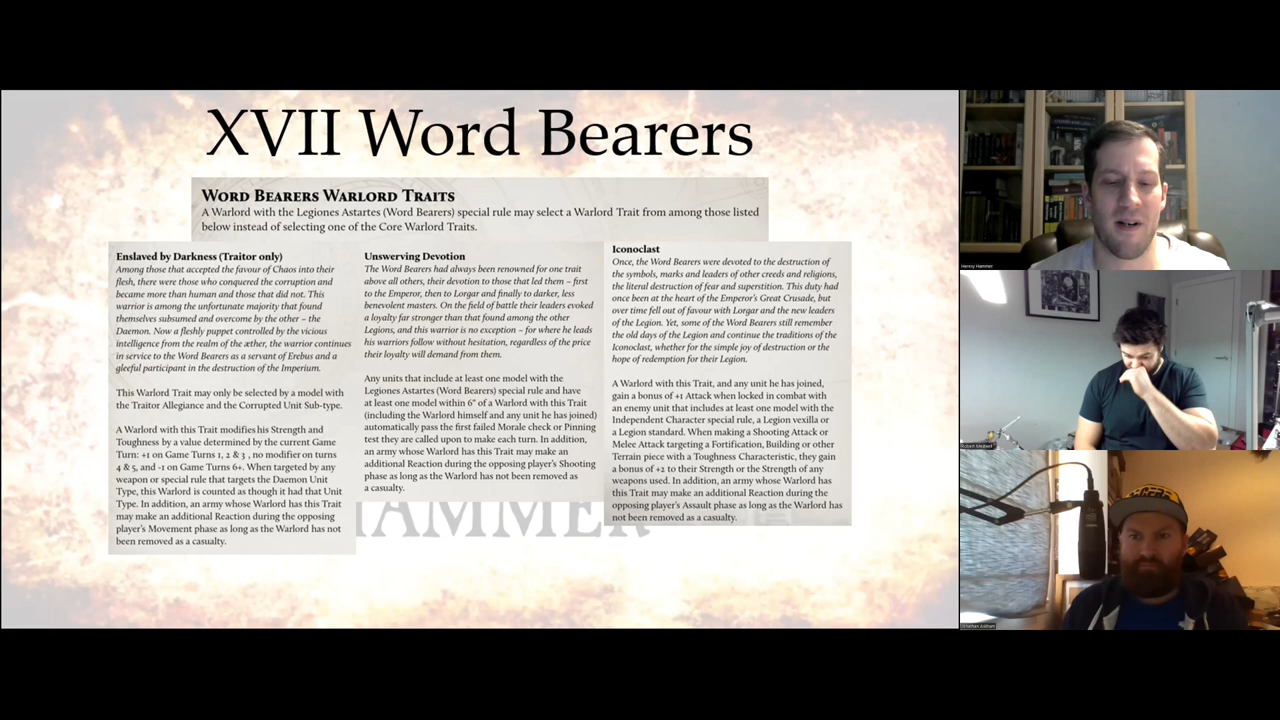 XVII Word Bearers
WORD BEARERS WARLORD TRAITS
A Warlord with the Legiones Astartes (Word Bearers) special rule may select a Warlord Trait from among those listed
below instead of selecting one of the Core Warlord Traits.
Enslaved by Darkness (Traitor only)
Among those that accepted the favour of Chaos into their
flesh, there were those who conquered the corruption and
became more than human and those that did not. This
warrior is among the unfortunate majority that found
themselves subsumed and overcome by the other – the
Daemon. Now a fleshly puppet controlled by the vicious
intelligence from the realm of the æther, the warrior continues
in service to the Word Bearers as a servant of Erebus and a
gleeful participant in the destruction of the Imperium.
This Warlord Trait may only be selected by a model with
the Traitor Allegiance and the Corrupted Unit Sub-type.
A Warlord with this Trait modifies his Strength and
Toughness by a value determined by the current Game
Turn: +1 on Game Turns 1, 2 & 3 , no modifier on turns
4 & 5, and -1 on Game Turns 6+. When targeted by any
weapon or special rule that targets the Daemon Unit
Type, this Warlord is counted as though it had that Unit
Type. In addition, an army whose Warlord has this Trait
may make an additional Reaction during the opposing
player's Movement phase as long as the Warlord has not
been removed as a casualty.
Unswerving Devotion
The Word Bearers had always been renowned for one trait
above all others, their devotion to those that led them – first
to the Emperor, then to Lorgar and finally to darker, less
benevolent masters. On the field of battle their leaders evoked
a loyalty far stronger than that found among the other
Legions, and this warrior is no exception – for where he leads
his warriors follow without hesitation, regardless of the price
their loyalty will demand from them.
Any units that include at least one model with the
Legiones Astartes (Word Bearers) special rule and have
at least one model within 6" of a Warlord with this Trait
(including the Warlord himself and any unit he has joined)
automatically pass the first failed Morale check or Pinning
test they are called upon to make each turn. In addition,
an army whose Warlord has this Trait may make an
additional Reaction during the opposing player's Shooting
phase as long as the Warlord has not been removed as
a casualty.
Iconoclast
Once, the Word Bearers were devoted to the destruction of
the symbols, marks and leaders of other creeds and religions,
the literal destruction of fear and superstition. This duty had
once been at the heart of the Emperor's Great Crusade, but
over time fell out of favour with Lorgar and the new leaders
of the Legion. Yet, some of the Word Bearers still remember
the old days of the Legion and continue the traditions of the
Iconoclast, whether for the simple joy of destruction or the
hope of redemption for their Legion.
A Warlord with this Trait, and any unit he has joined,
gain a bonus of +1 Attack when locked in combat with
an enemy unit that includes at least one model with the
Independent Character special rule, a Legion vexilla or
a Legion standard. When making a Shooting Attack or
Melee Attack targeting a Fortification, Building or other
Terrain piece with a Toughness Characteristic, they gain
a bonus of +2 to their Strength or the Strength of any
weapons used. In addition, an army whose Warlord has
this Trait may make an additional Reaction during the
opposing player's Assault phase as long as the Warlord has
not been removed as a casualty.
HAMMER